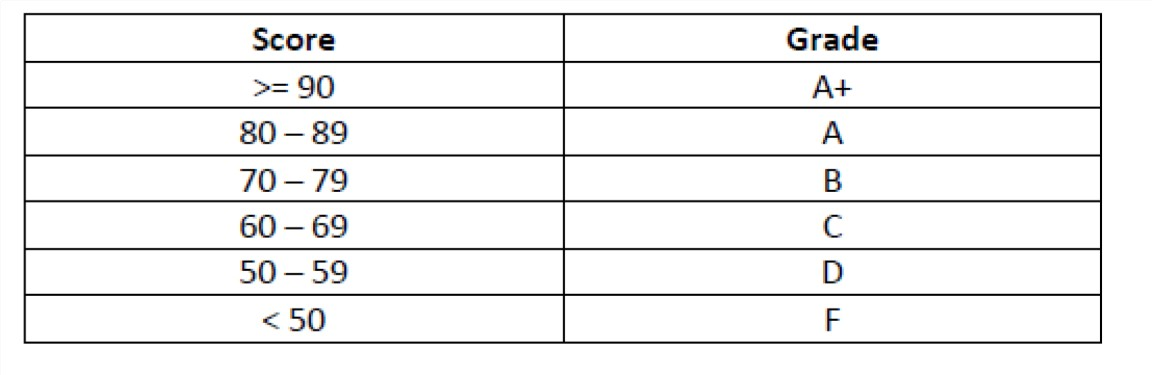 Score Grade
>= 90 A+
80 – 89 A
70 – 79 B
60 – 69 C
50 – 59 D
< 50 F